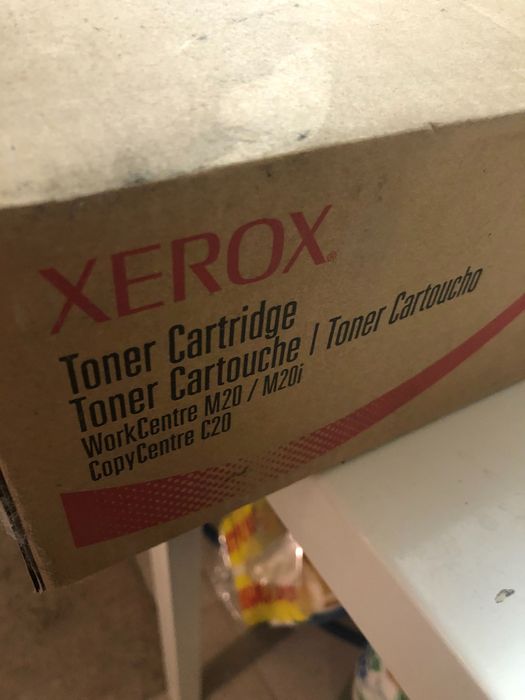 XEROX®
Toner Cartridge
Toner Cartouche / Toner Cartoucho
WorkCentre M20 / M20i
CopyCentre C20